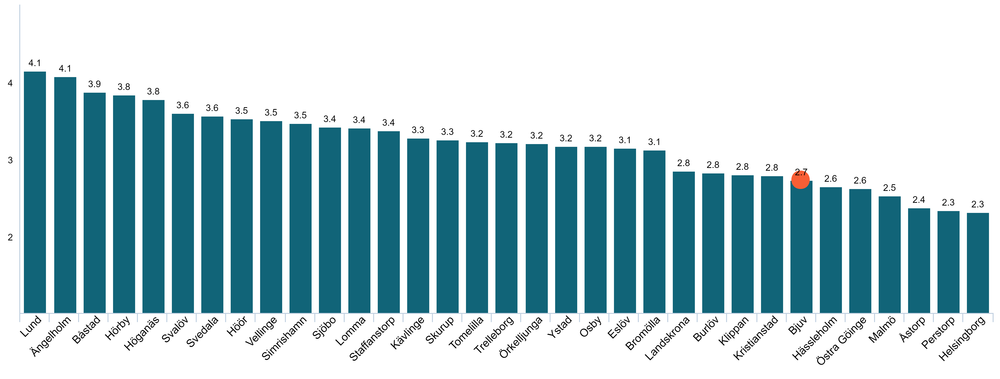 4.1
4.1
3.9
3.8
3.8
3.6
3.6
3.5
3.5
3.5
3.4
3.4
3.4
3.3
3.3
3.2
3.2
3.2
3.2
3.2
3.1
3.1
2.8
2.8
2.8
2.8
2.7
2.6
2.6
2.5
2.4
2.3
2.3
4
3
2
Lund
Ängelholm
Båstad
Hörby
Höganäs
Svalöv
Svedala
Höör
Vellinge
Simrishamn
Sjöbo
Lomma
Staffanstorp
Kävlinge
Skurup
Tomelilla
Trelleborg
Örkelljunga
Ystad
Osby
Eslöv
Bromölla
Landskrona
Burlöv
Klippan
Kristianstad
Bjuv
Hässleholm
Östra Göinge
Malmö
Åstorp
Perstorp
Helsingborg